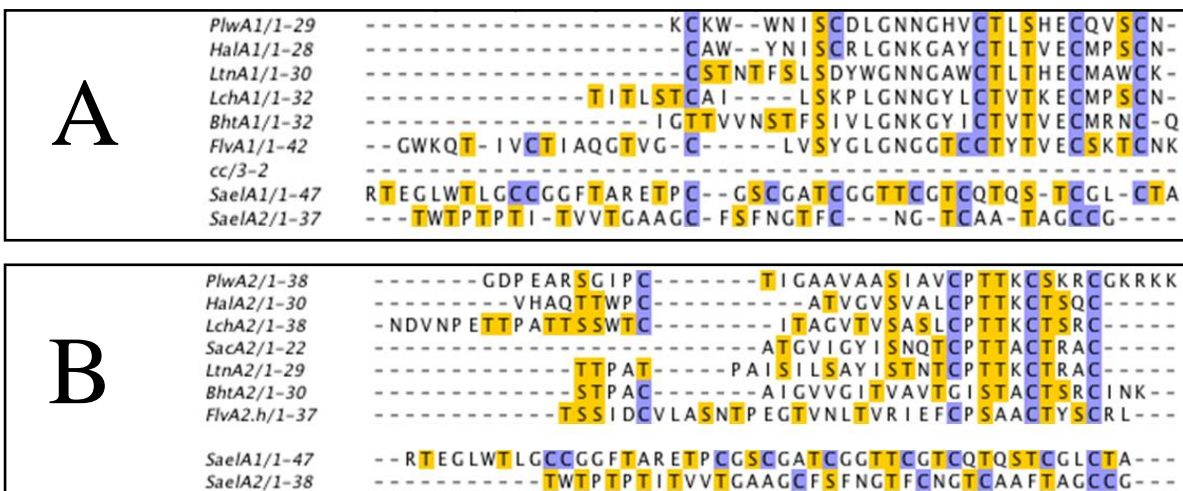 A
PlwA1/1-29 -------------------KCKW--WNISCDLGNNGHVCTLSHECQVSCN-
HalA1/1-28 --------------------CAW--YNISCRLGNKGAYCTLTVECMPSCN-
LtnA1/1-30 --------------------CSTNTFSLSDYWGNNGAWCTLTHECMAWCK-
LchA1/1-32 --------------TITLSTCAI----LSKPLGNNGYLCTVTKECMPSCN-
BhtA1/1-32 ------------------IGTTVVNSTFSIVLGNKGYICTVTVECMRNC-Q
FlvA1/1-42 --GWKQT-IVCTIAQGTVG-C-----LVSYGLGNGGTCCTYTVECSKTCNK
cc/3-2 ---------------------------------------------------
SaelA1/1-47 RTEGLWTLGCCGGFTARETPC--GSCGATCGGTTCGTCQTQS-TCGL-CTA
SaelA2/1-37 ---TWTPTPTI-TVVTGAAGC-FSFNGTFC---NG-TCAA-TAGCCG----
B
PlwA2/1-38 -------GDPEARSGIPC-------TIGAAVAASIAVCPTTKCSKRCGKRKK
HalA2/1-30 ---------VHAQTTWPC----------ATVGVSVALCPTTKCTSQC-----
LchA2/1-38 -NDVNPETTPATTSSWTC--------ITAGVTVSASLCPTTKCTSRC-----
SacA2/1-22 -------------------------ATGVIGYISNQTCPTTACTRAC-----
LtnA2/1-29 -------------TTPAT-----PAISILSAYISTNTCPTTACTRAC-----
BhtA2/1-30 -------------STPAC-------AIGVVGITVAVTGISTACTSRCINK--
FlvA2.h/1-37 ------------TSSIDCVLASNTPEGTVNLTVRIEFCPSAACTYSCRL---
SaelA1/1-47 --RTEGLWTLGCCGGFTARETPCGSCGATCGGTTCGTCQTQSTCGLCTA---
SaelA2/1-38 -----------TWTPTPTITVVTGAAGCFSFNGTFCNGTCAAFTAGCCG---